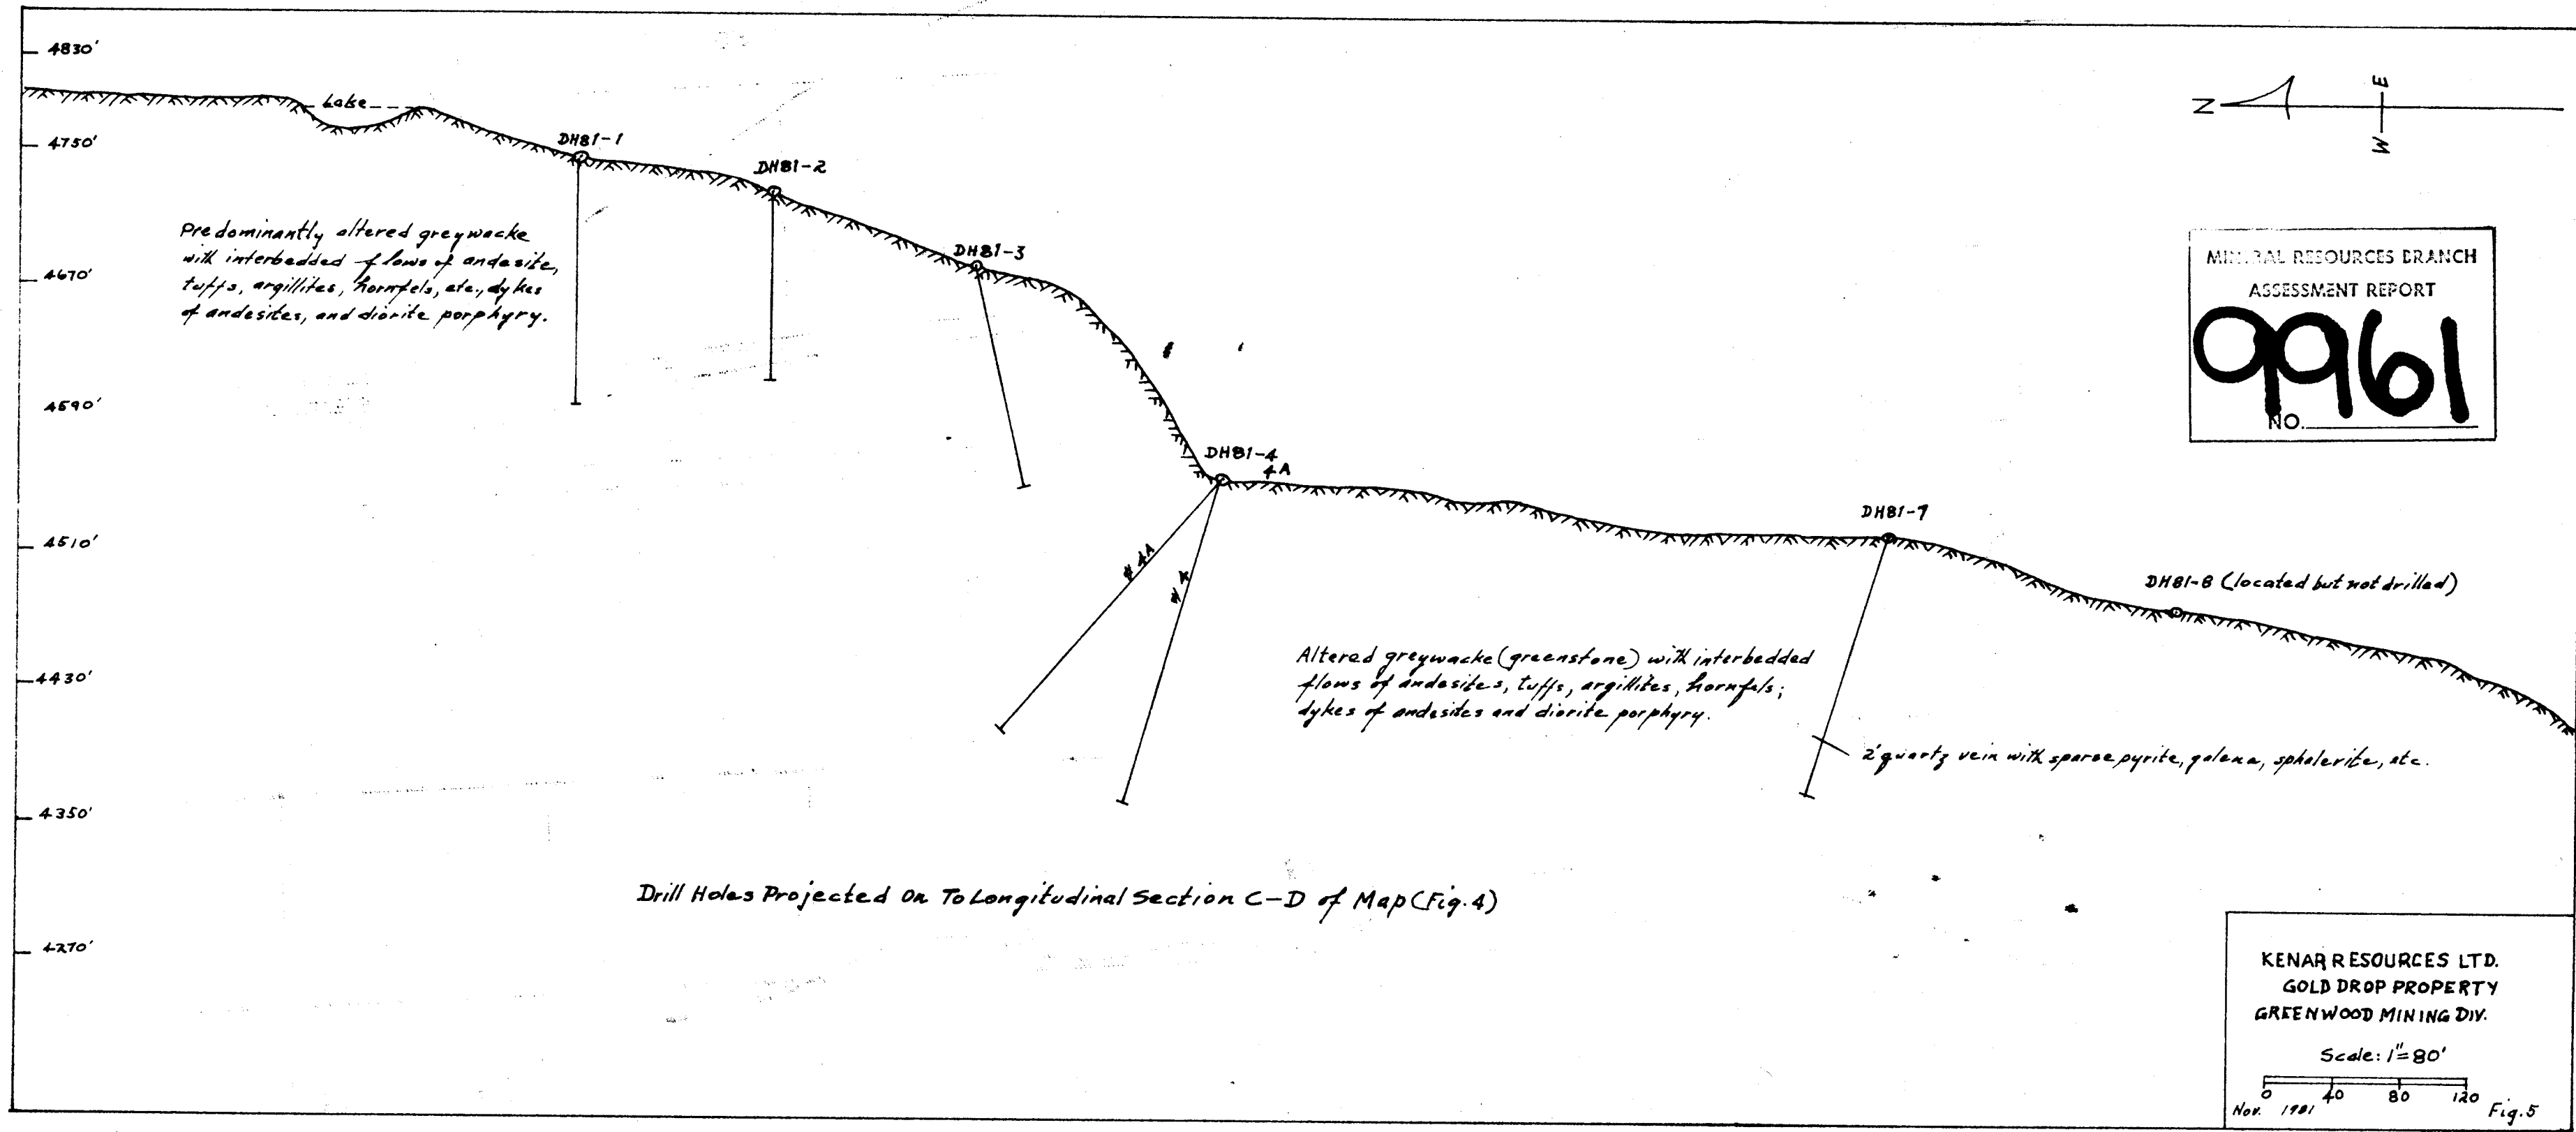 4830'
Lake
4750'
DH81-1
DH81-2
Predominantly altered greywacke
with interbedded flows of andesite,
tuffs, argillites, hornfels, etc., dykes
of andesites, and diorite porphyry.
4670'
DH81-3
4590'
DH81-4
4A
4510'
# 4A
# 4
DH81-7
DH81-8 (located but not drilled)
4430'
Altered greywacke (greenstone) with interbedded
flows of andesites, tuffs, argillites, hornfels;
dykes of andesites and diorite porphyry.
2' quartz vein with sparse pyrite, galena, sphalerite, etc.
4350'
Drill Holes Projected On To Longitudinal Section C-D of Map (Fig. 4)
4270'
N
E
W
MINERAL RESOURCES BRANCH
ASSESSMENT REPORT
9961
NO.
KENAR RESOURCES LTD.
GOLD DROP PROPERTY
GREENWOOD MINING DIV.
Scale: 1"=80'
0 40 80 120
Nov. 1981
Fig. 5